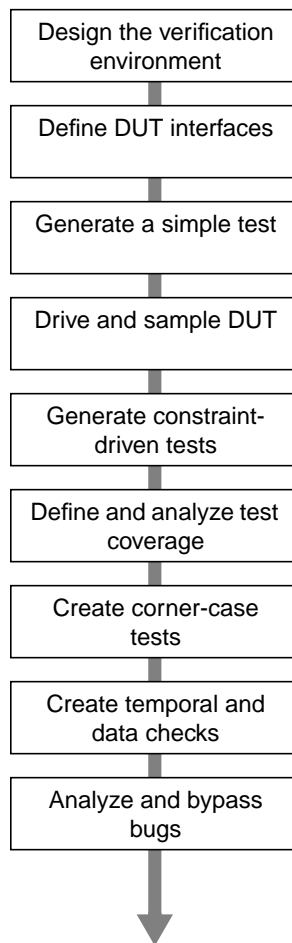 Design the verification
environment
Define DUT interfaces
Generate a simple test
Drive and sample DUT
Generate constraint-
driven tests
Define and analyze test
coverage
Create corner-case
tests
Create temporal and
data checks
Analyze and bypass
bugs